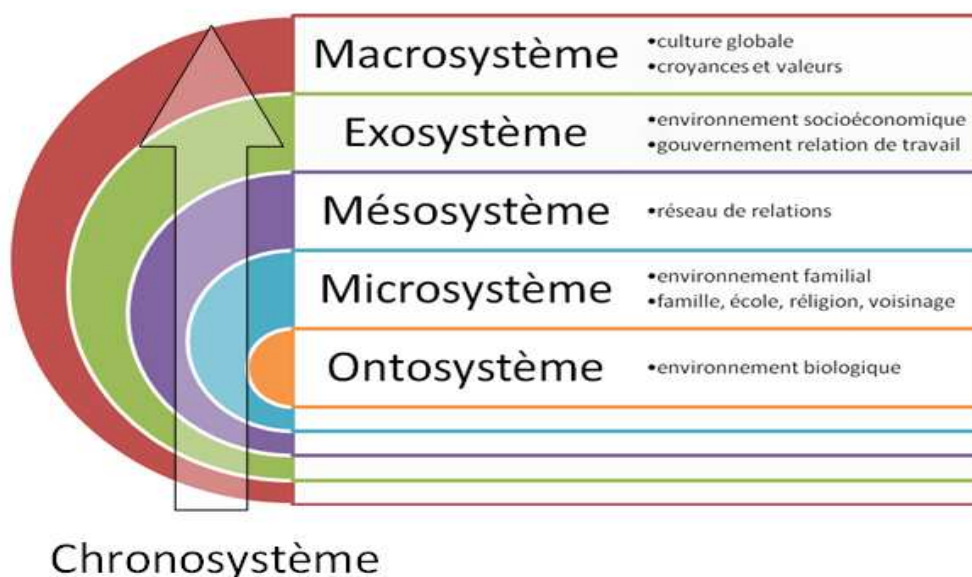 Macrosystème
•culture globale
•croyances et valeurs
Exosystème
•environnement socioéconomique
•gouvernement relation de travail
Mésosystème
•réseau de relations
Microsystème
•environnement familial
•famille, école, réligion, voisinage
Ontosystème
•environnement biologique
Chronosystème